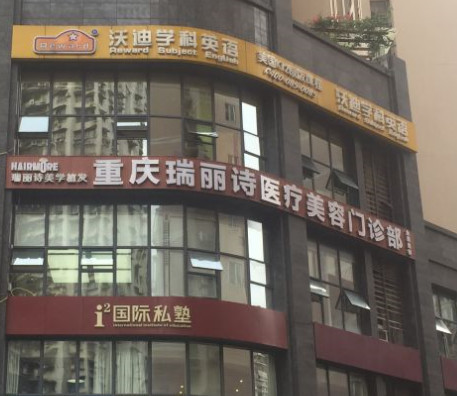 Reward
®
沃迪学科英语
Reward Subject English
沃迪学科英语
HAIRMORE
瑞丽诗美学植发
重庆瑞丽诗医疗美容门诊部
i²国际私塾
international institute of education